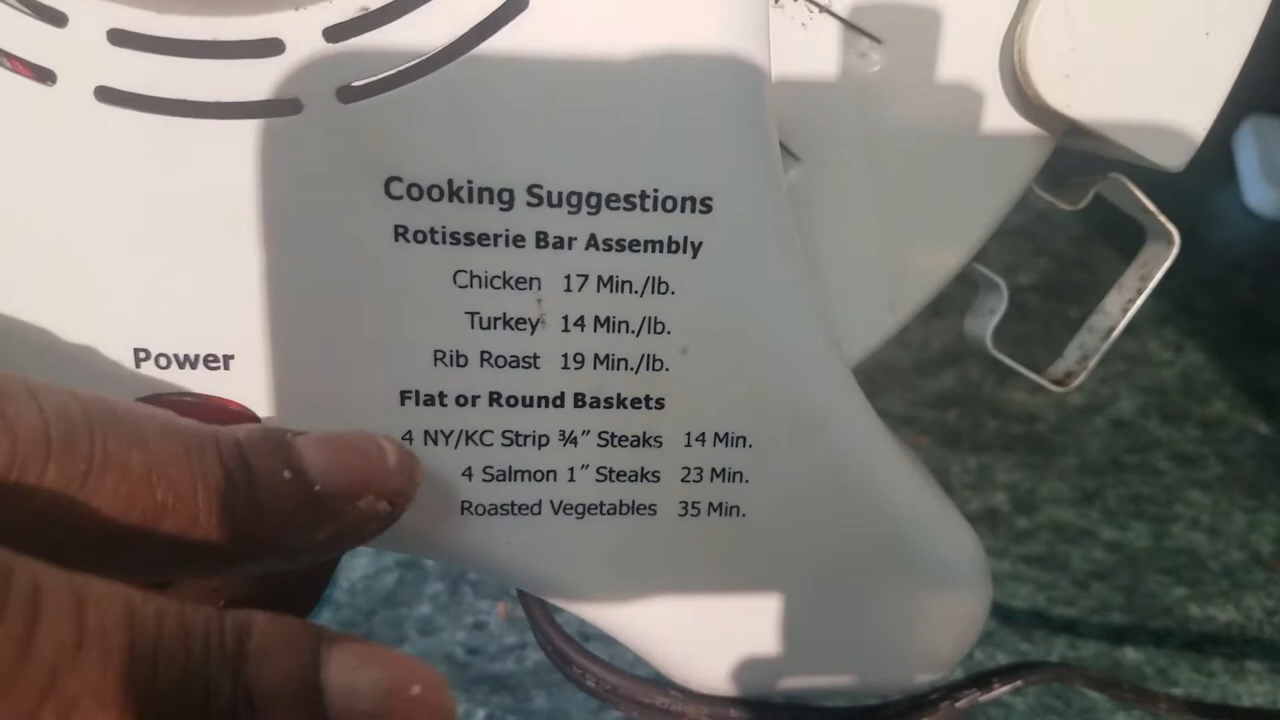 Cooking Suggestions
Rotisserie Bar Assembly
Chicken 17 Min./lb.
Turkey 14 Min./lb.
Rib Roast 19 Min./lb.
Power
Flat or Round Baskets
4 NY/KC Strip ¾" Steaks 14 Min.
4 Salmon 1" Steaks 23 Min.
Roasted Vegetables 35 Min.